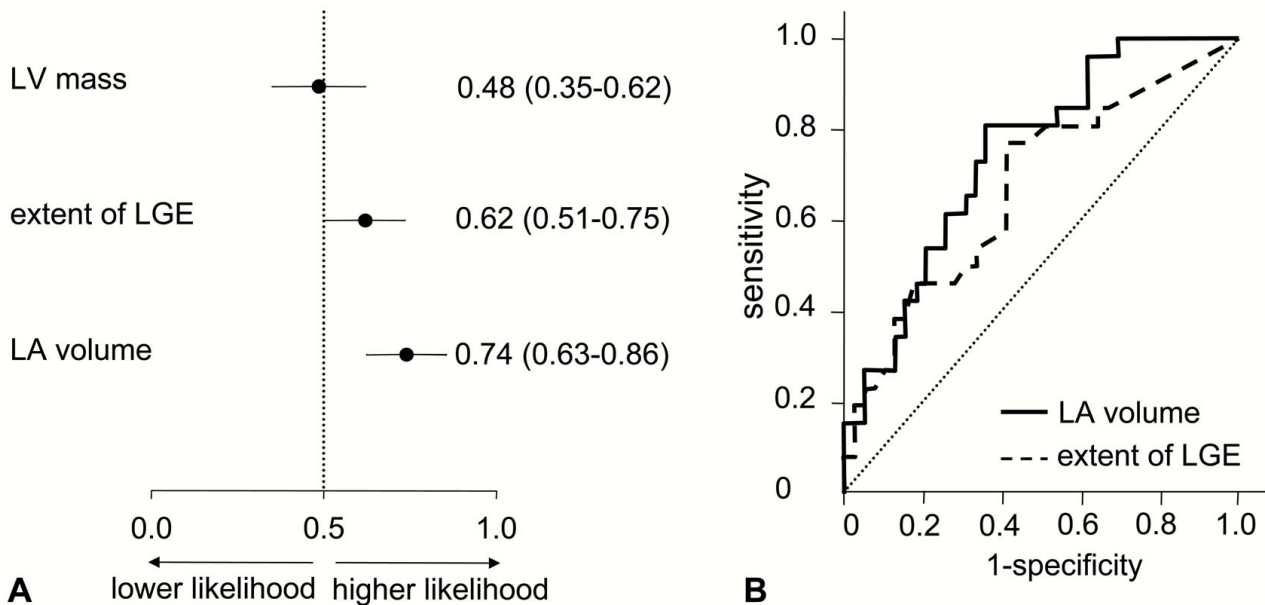 LV mass
0.48 (0.35-0.62)
extent of LGE
0.62 (0.51-0.75)
LA volume
0.74 (0.63-0.86)
0.0 0.5 1.0
lower likelihood higher likelihood
A
1.0
0.8
0.6
0.4
0.2
0
sensitivity
LA volume
extent of LGE
0 0.2 0.4 0.6 0.8 1.0
1-specificity
B